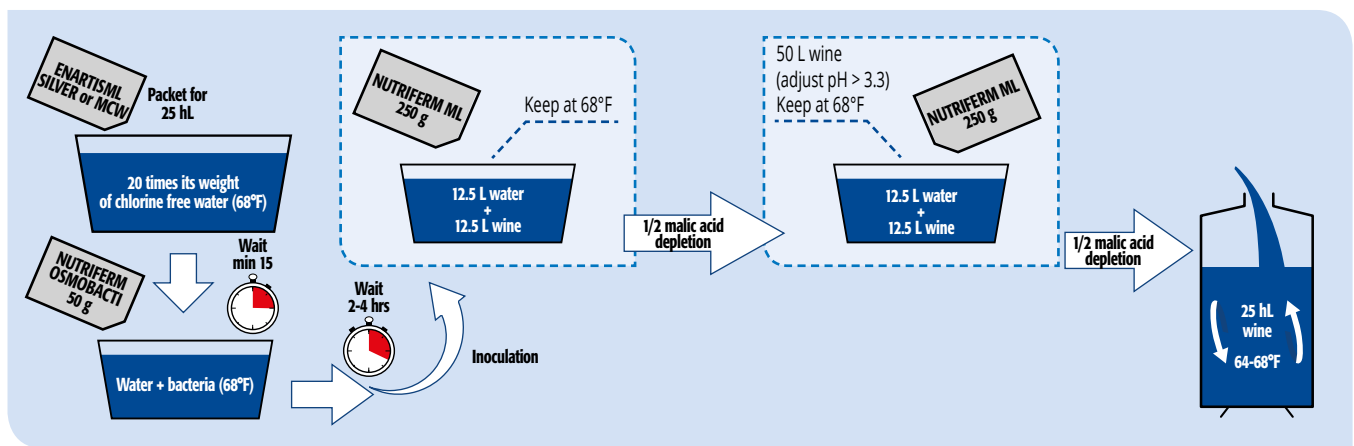 ENARTISML
SILVER or MCW
Packet for
25 hL
20 times its weight
of chlorine free water (68°F)
Wait
min 15
NUTRIFERM
OSMOBACTI
50 g
Water + bacteria (68°F)
Wait
2-4 hrs
Inoculation
NUTRIFERM ML
250 g
Keep at 68°F
12.5 L water
+
12.5 L wine
1/2 malic acid
depletion
50 L wine
(adjust pH > 3.3)
Keep at 68°F
NUTRIFERM ML
250 g
12.5 L water
+
12.5 L wine
1/2 malic acid
depletion
25 hL
wine
64-68°F